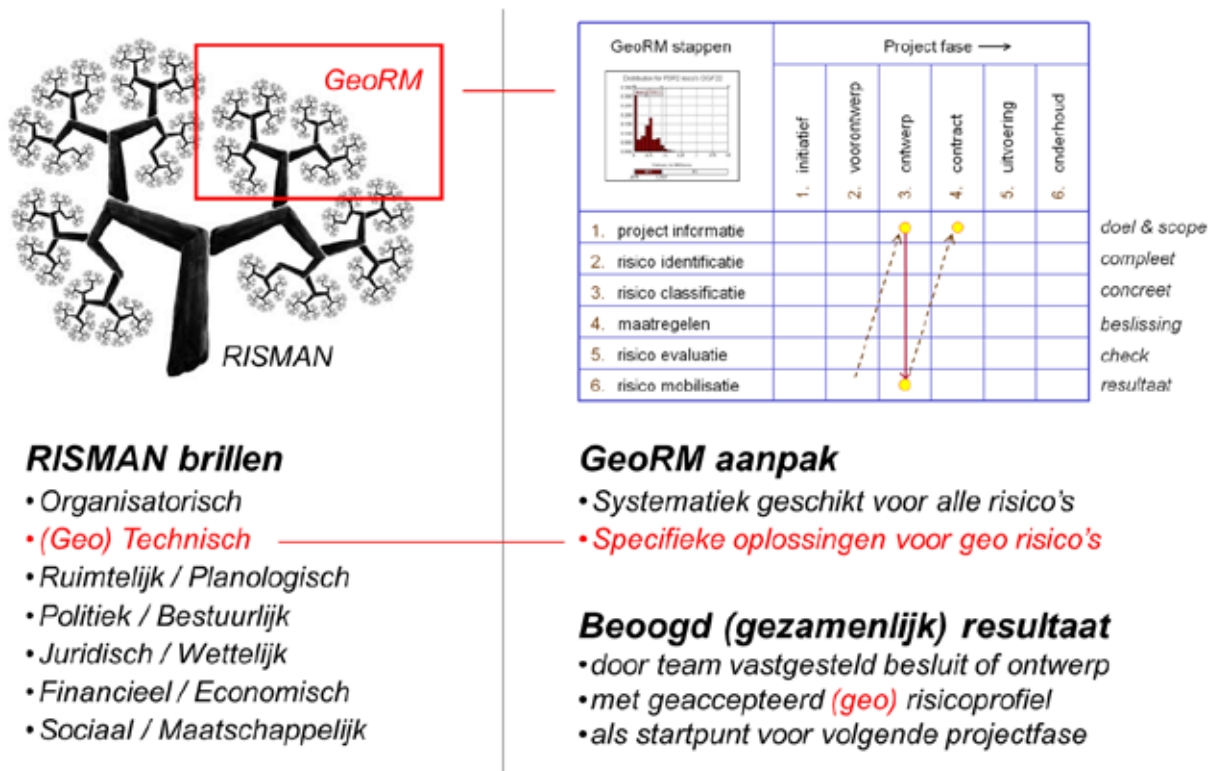 GeoRM
RISMAN
RISMAN brillen
• Organisatorisch
• (Geo) Technisch
• Ruimtelijk / Planologisch
• Politiek / Bestuurlijk
• Juridisch / Wettelijk
• Financieel / Economisch
• Sociaal / Maatschappelijk
GeoRM stappen
Project fase
1. initiatief
2. voorontwerp
3. ontwerp
4. contract
5. uitvoering
6. onderhoud
1. project informatie
doel & scope
2. risico identificatie
compleet
3. risico classificatie
concreet
4. maatregelen
beslissing
5. risico evaluatie
check
6. risico mobilisatie
resultaat
GeoRM aanpak
• Systematiek geschikt voor alle risico's
• Specifieke oplossingen voor geo risico's
Beoogd (gezamenlijk) resultaat
• door team vastgesteld besluit of ontwerp
• met geaccepteerd (geo) risicoprofiel
• als startpunt voor volgende projectfase